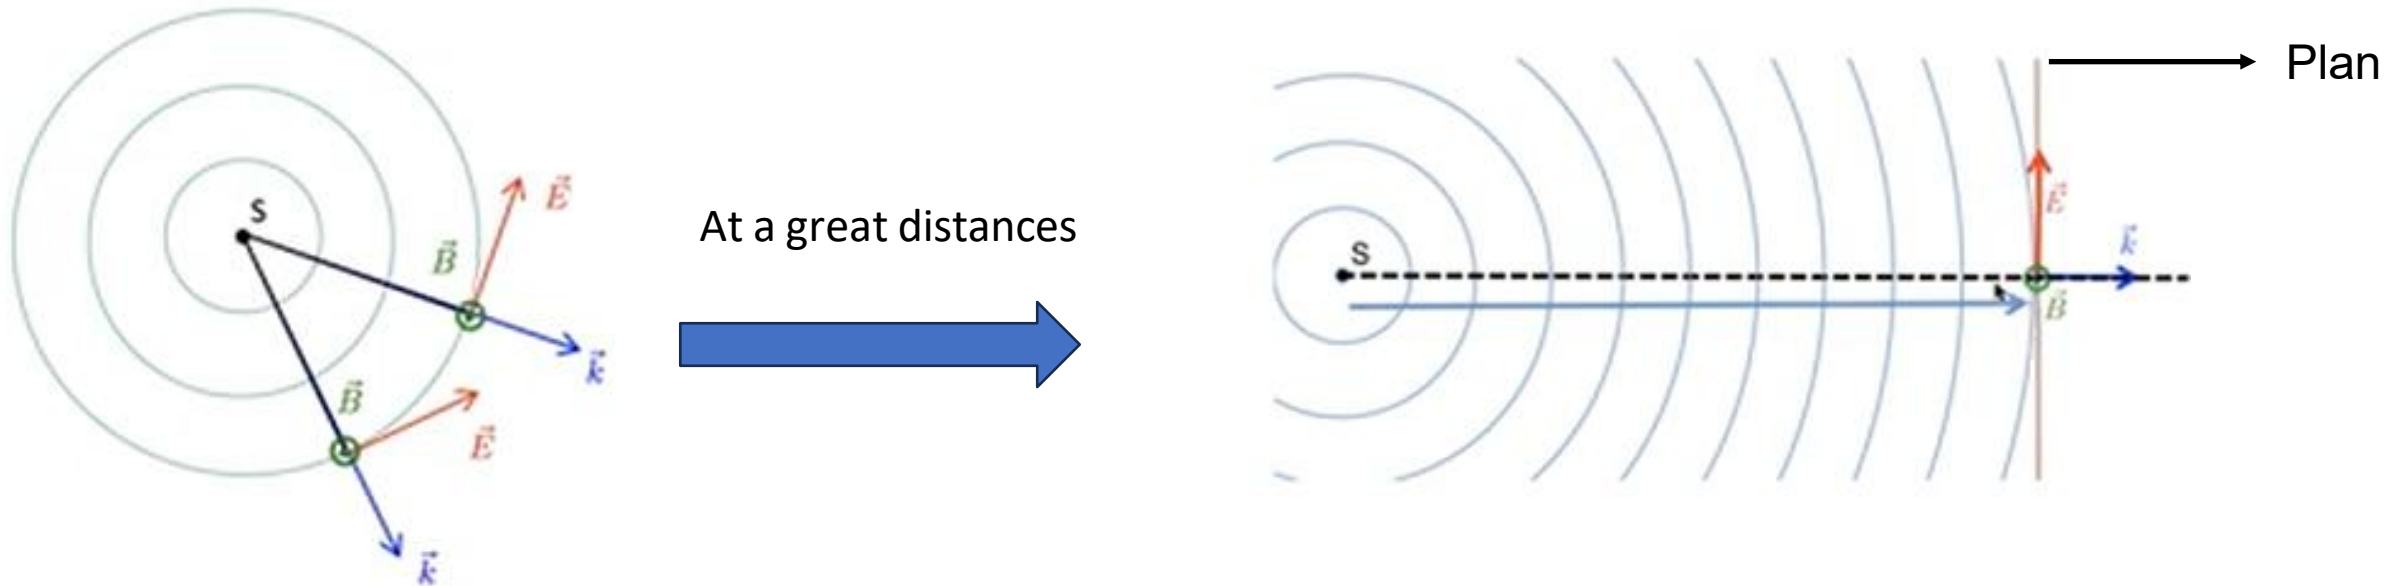 S
B⃗
E⃗
k⃗
B⃗
E⃗
k⃗
At a great distances
Plan
S
E⃗
k⃗
B⃗